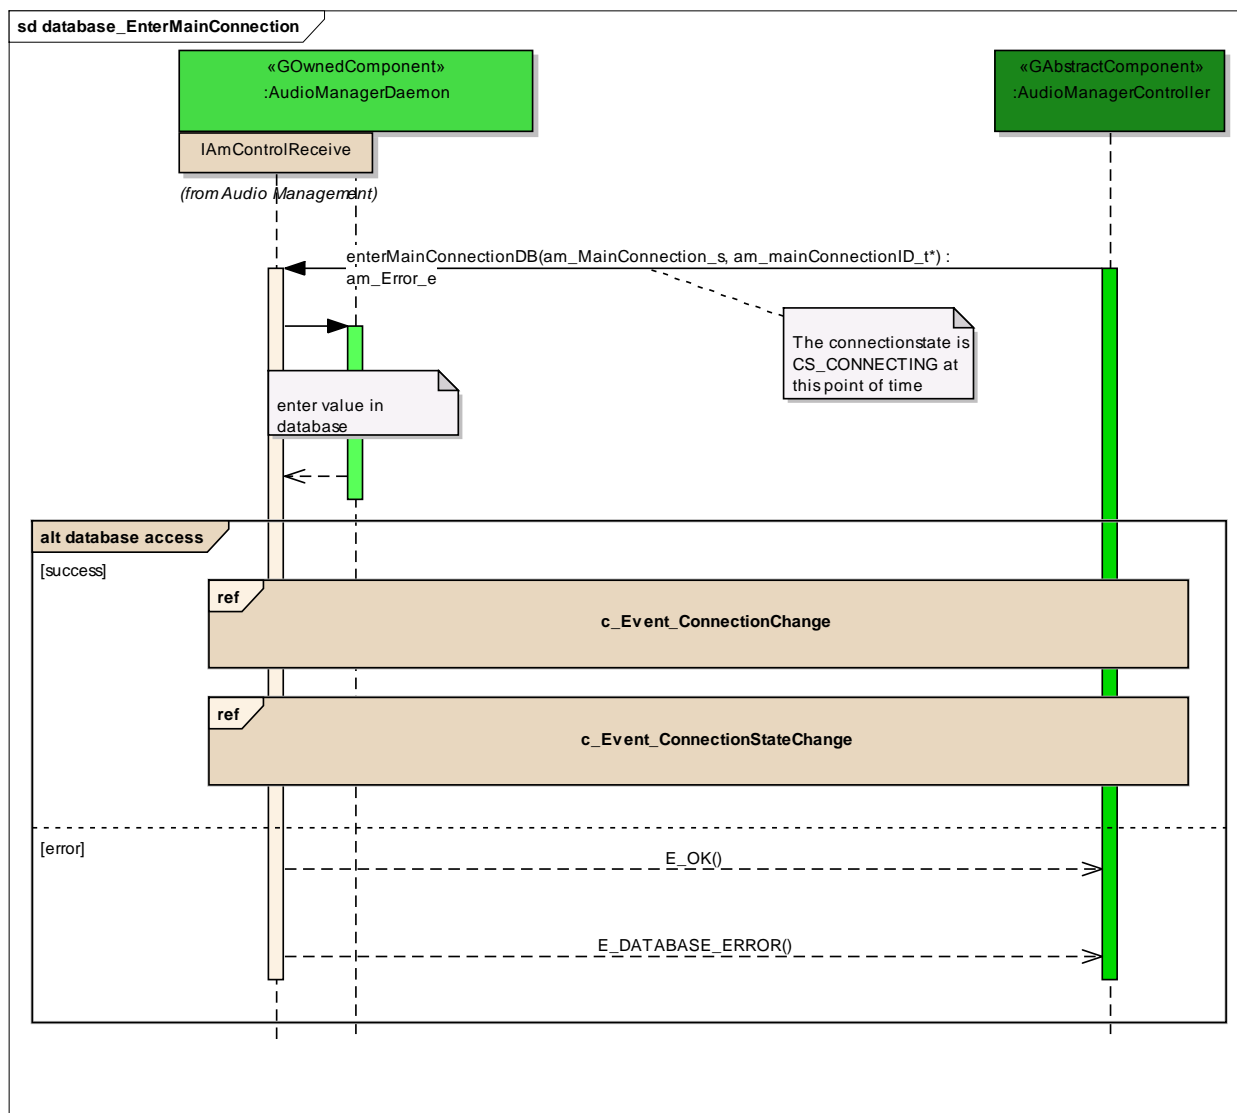 sd database_EnterMainConnection
«GOwnedComponent»
:AudioManagerDaemon
«GAbstractComponent»
:AudioManagerController
IAmControlReceive
(from Audio Management)
enterMainConnectionDB(am_MainConnection_s, am_mainConnectionID_t*) :
am_Error_e
The connectionstate is
CS_CONNECTING at
this point of time
enter value in
database
alt database access
[success]
ref
c_Event_ConnectionChange
ref
c_Event_ConnectionStateChange
[error]
E_OK()
E_DATABASE_ERROR()